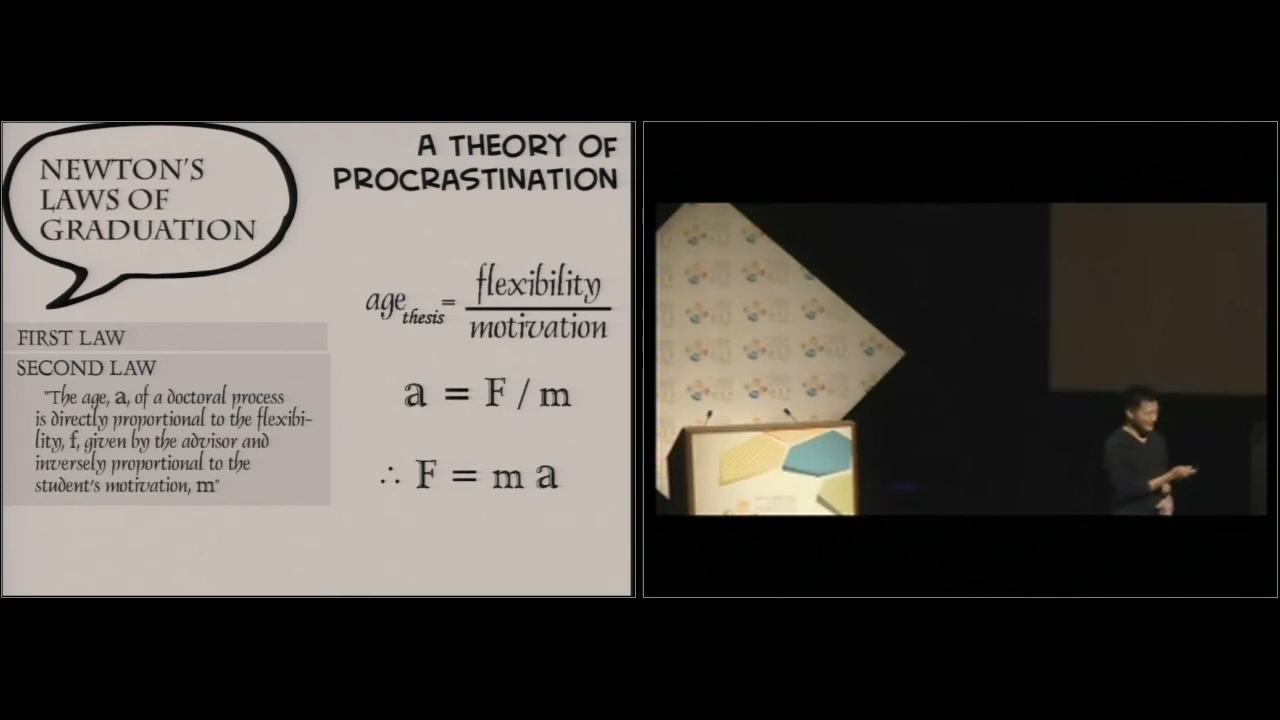 NEWTON'S
LAWS OF
GRADUATION
A THEORY OF
PROCRASTINATION
FIRST LAW
SECOND LAW
"The age, a, of a doctoral process
is directly proportional to the flexibi-
lity, f, given by the advisor and
inversely proportional to the
student's motivation, m"
age thesis = flexibility
motivation
a = F / m
∴ F = m a